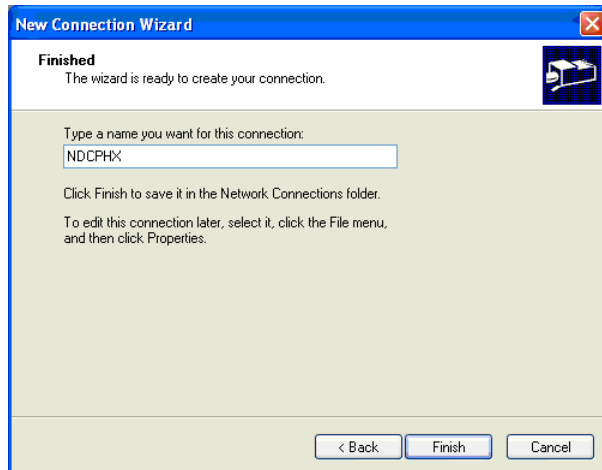 New Connection Wizard
Finished
The wizard is ready to create your connection.
Type a name you want for this connection:
NDCPHX
Click Finish to save it in the Network Connections folder.
To edit this connection later, select it, click the File menu,
and then click Properties.
< Back Finish Cancel